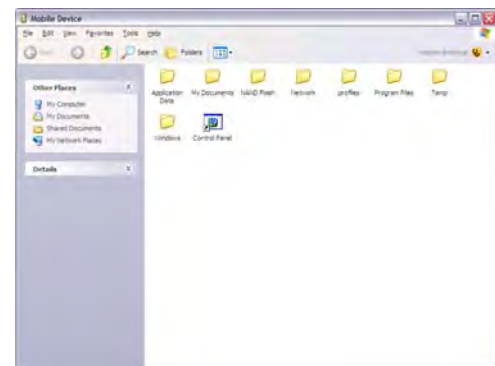 Mobile Device
File Edit View Favorites Tools Help
Search Folders
Other Places
My Computer
My Documents
Shared Documents
My Network Places
Details
Application Data
My Documents
NAND Flash
Network
profiles
Program Files
Temp
Windows
Control Panel